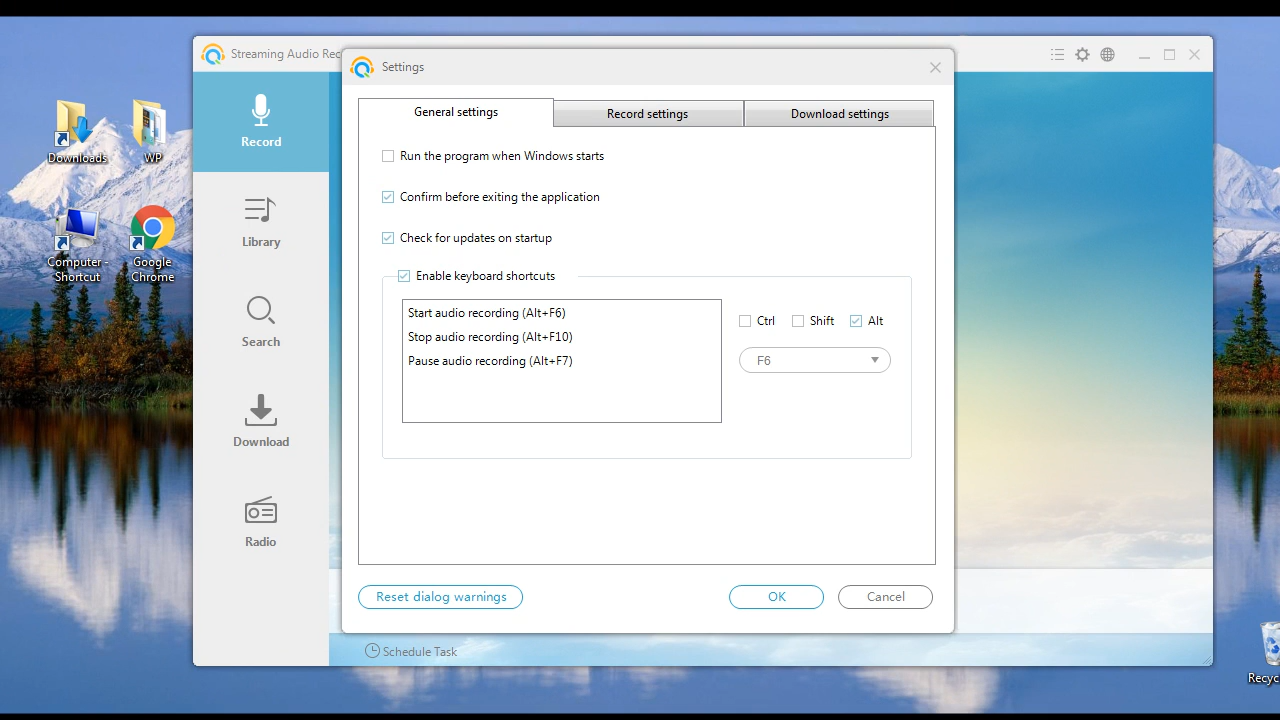 Streaming Audio Rec
Settings
General settings
Record settings
Download settings
Run the program when Windows starts
Confirm before exiting the application
Check for updates on startup
Enable keyboard shortcuts
Start audio recording (Alt+F6)
Stop audio recording (Alt+F10)
Pause audio recording (Alt+F7)
Ctrl
Shift
Alt
F6
Reset dialog warnings
OK
Cancel
Record
Library
Search
Download
Radio
Schedule Task
Downloads
WP
Computer -
Shortcut
Google
Chrome
Recyc